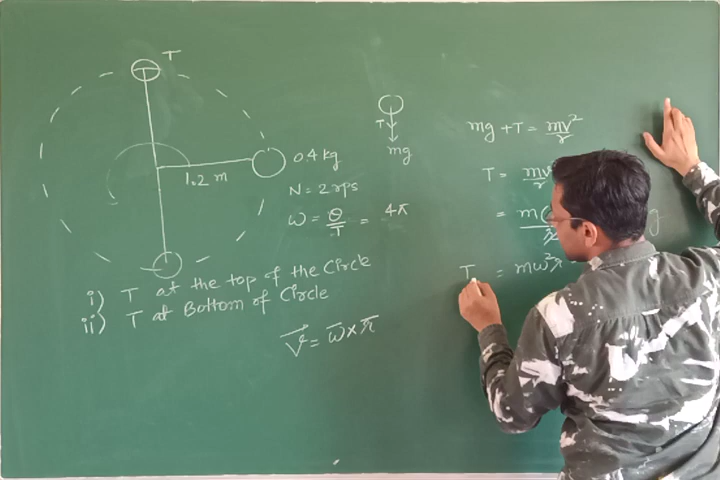 T
1.2 m
0.4 kg
N = 2 rps
ω = θ/T = 4π
i) T at the top of the Circle
ii) T at Bottom of Circle
v⃗ = ω̅ × r̅
T
mg
mg + T = mv²/r
T = mv
= m(
g
T = mω²r